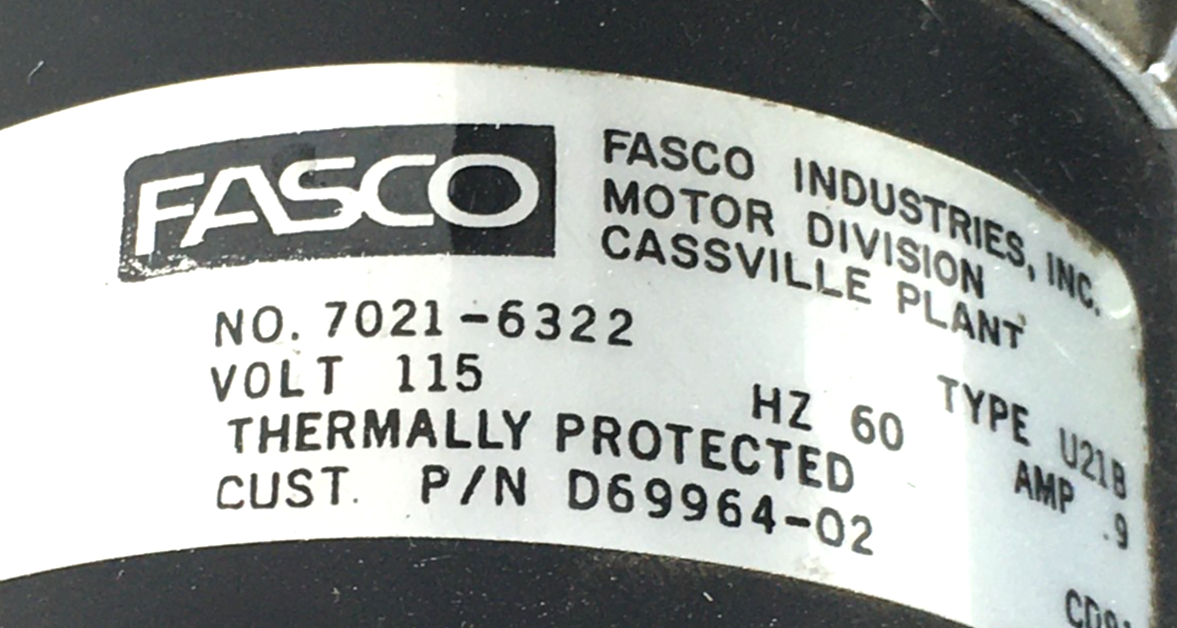 FASCO
FASCO INDUSTRIES, INC.
MOTOR DIVISION
CASSVILLE PLANT
NO. 7021-6322 TYPE U21B
VOLT 115 HZ 60 AMP .9
THERMALLY PROTECTED
CUST. P/N D69964-02